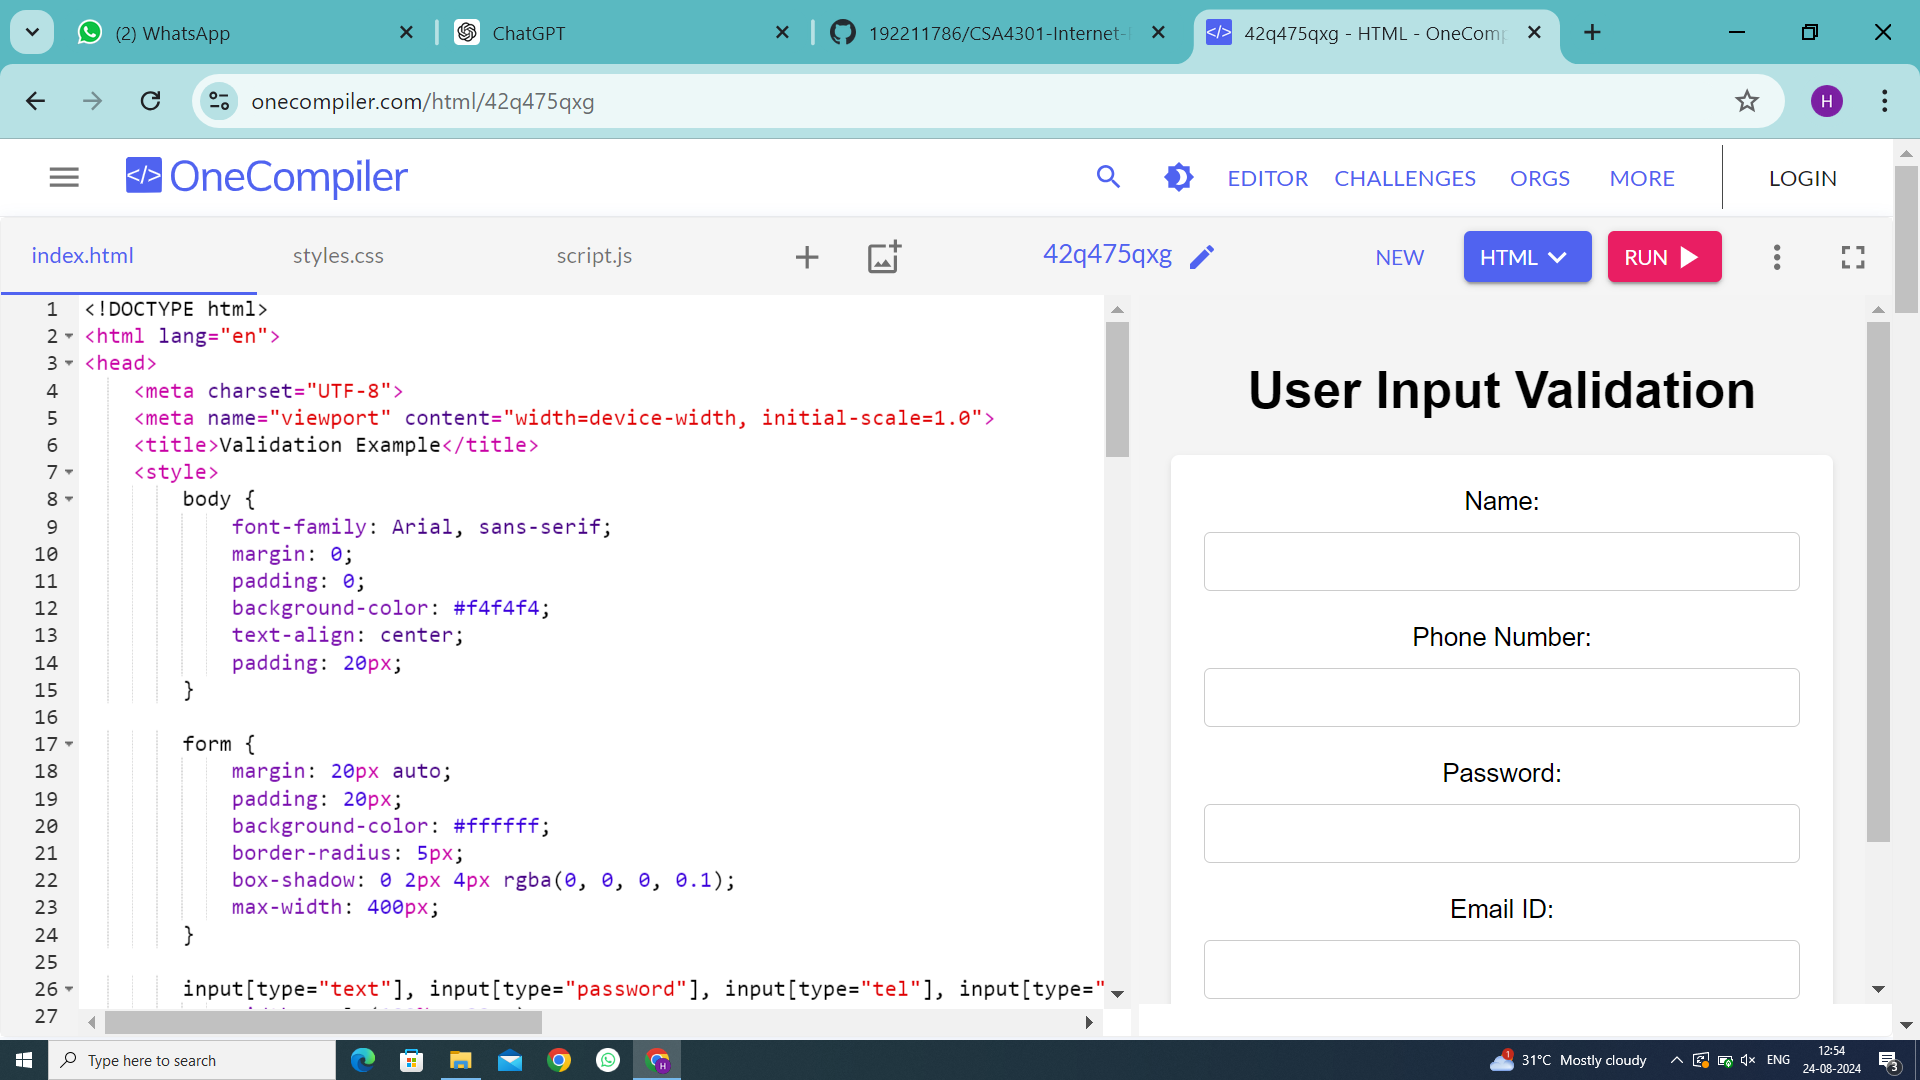 (2) WhatsApp
ChatGPT
192211786/CSA4301-Internet-
42q475qxg - HTML - OneComp
onecompiler.com/html/42q475qxg
H
</> OneCompiler
EDITOR
CHALLENGES
ORGS
MORE
LOGIN
index.html
styles.css
script.js
42q475qxg
NEW
HTML
RUN
1 <!DOCTYPE html>
2 <html lang="en">
3 <head>
4 <meta charset="UTF-8">
5 <meta name="viewport" content="width=device-width, initial-scale=1.0">
6 <title>Validation Example</title>
7 <style>
8 body {
9 font-family: Arial, sans-serif;
10 margin: 0;
11 padding: 0;
12 background-color: #f4f4f4;
13 text-align: center;
14 padding: 20px;
15 }
16
17 form {
18 margin: 20px auto;
19 padding: 20px;
20 background-color: #ffffff;
21 border-radius: 5px;
22 box-shadow: 0 2px 4px rgba(0, 0, 0, 0.1);
23 max-width: 400px;
24 }
25
26 input[type="text"], input[type="password"], input[type="tel"], input[type="
27
User Input Validation
Name:
Phone Number:
Password:
Email ID:
Type here to search
H
1
31°C Mostly cloudy
ENG
12:54
24-08-2024
3